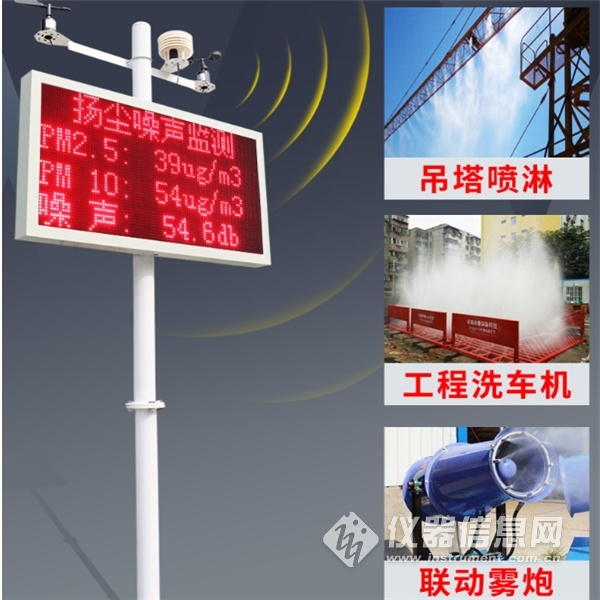 扬尘噪声监测
PM2.5: 39ug/m3
PM 10: 54ug/m3
噪 声: 54.6db
吊塔喷淋
工程洗车机
联动雾炮
仪器信息网
www.instrument.com.cn